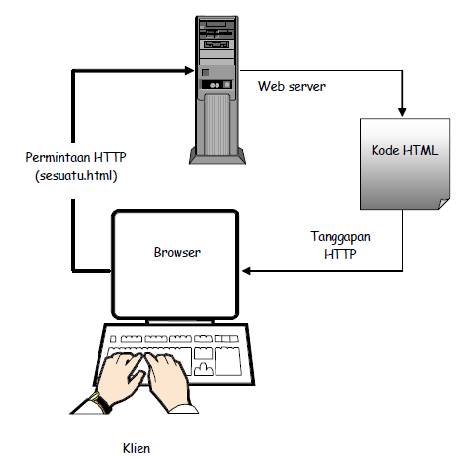 Web server
Kode HTML
Permintaan HTTP
(sesuatu.html)
Tanggapan
HTTP
Browser
Klien